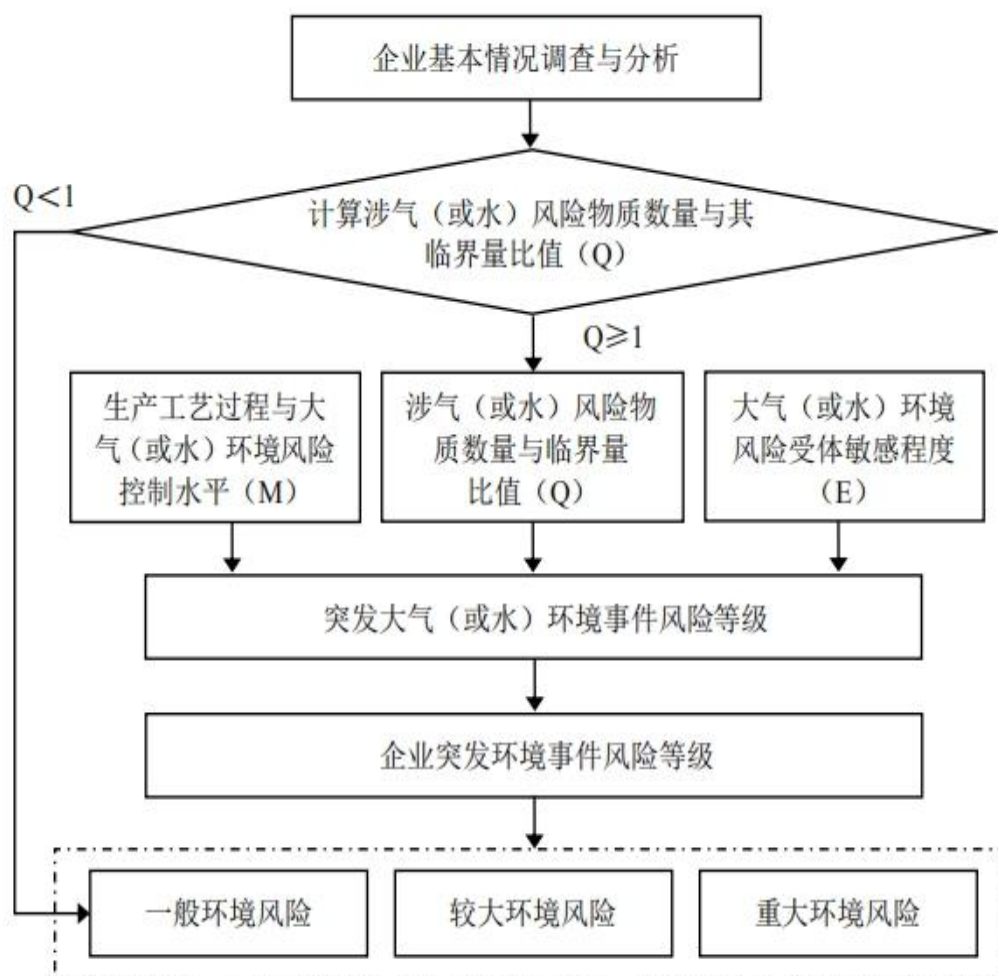 企业基本情况调查与分析
Q<1
计算涉气（或水）风险物质数量与其
临界量比值（Q）
Q≥1
生产工艺过程与大
气（或水）环境风险
控制水平（M）
涉气（或水）风险物
质数量与临界量
比值（Q）
大气（或水）环境
风险受体敏感程度
（E）
突发大气（或水）环境事件风险等级
企业突发环境事件风险等级
一般环境风险
较大环境风险
重大环境风险